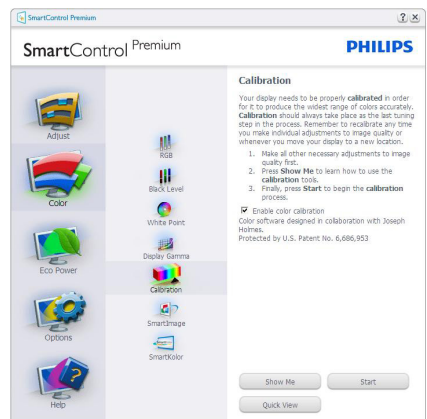 SmartControl Premium
SmartControl Premium
PHILIPS
Adjust
Color
Eco Power
Options
Help
RGB
Black Level
White Point
Display Gamma
Calibration
SmartImage
SmartKolor
Calibration
Your display needs to be properly calibrated in order
for it to produce the widest range of colors accurately.
Calibration should always take place as the last tuning
step in the process. Remember to recalibrate any time
you make individual adjustments to image quality or
whenever you move your display to a new location.
1. Make all other necessary adjustments to image
quality first.
2. Press Show Me to learn how to use the
calibration tools.
3. Finally, press Start to begin the calibration
process.
Enable color calibration
Color software designed in collaboration with Joseph
Holmes.
Protected by U.S. Patent No. 6,686,953
Show Me
Start
Quick View